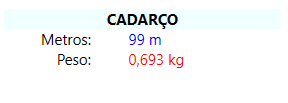 CADARÇO
Metros: 99 m
Peso: 0,693 kg